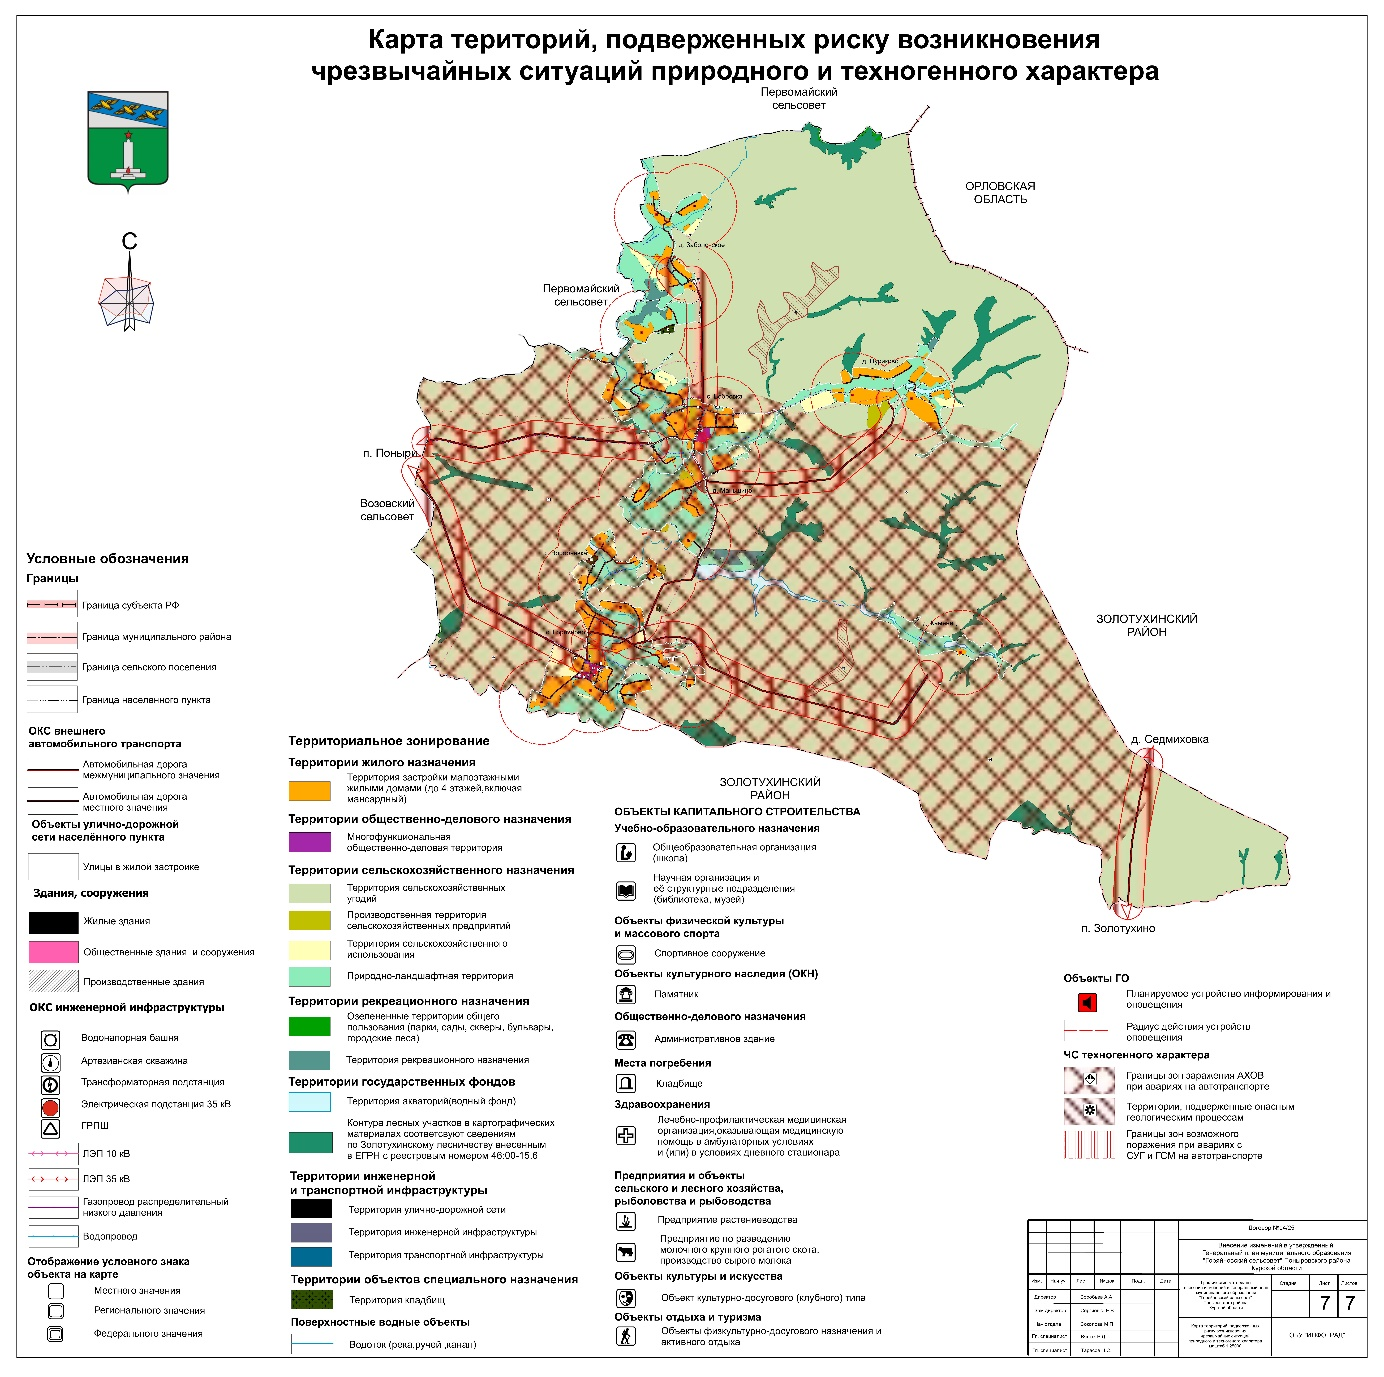 Карта територий, подверженных риску возникновения
чрезвычайных ситуаций природного и техногенного характера
Первомайский
сельсовет
ОРЛОВСКАЯ
ОБЛАСТЬ
С
д. Заболотское
Первомайский
сельсовет
п. Поныри
Возовский
сельсовет
ЗОЛОТУХИНСКИЙ
РАЙОН
д. Седмиховка
ЗОЛОТУХИНСКИЙ
РАЙОН
п. Золотухино
Условные обозначения
Границы
Граница субъекта РФ
Граница муниципального района
Граница сельского поселения
Граница населенного пункта
ОКС внешнего
автомобильного транспорта
Автомобильная дорога
межмуниципального значения
Автомобильная дорога
местного значения
Объекты улично-дорожной
сети населённого пункта
Улицы в жилой застройке
Здания, сооружения
Жилые здания
Общественные здания и сооружения
Производственные здания
ОКС инженерной инфраструктуры
Водонапорная башня
Артезианская скважина
Трансформаторная подстанция
Электрическая подстанция 35 кВ
ГРПШ
ЛЭП 10 кВ
ЛЭП 35 кВ
Газопровод распределительный
низкого давления
Водопровод
Отображение условного знака
объекта на карте
Местного значения
Регионального значения
Федерального значения
Территориальное зонирование
Территории жилого назначения
Территория застройки малоэтажными
жилыми домами (до 4 этажей,включая
мансардный)
Территории общественно-делового назначения
Многофункциональная
общественно-деловая территория
Территории сельскохозяйственного назначения
Территория сельскохозяйственных
угодий
Производственная территория
сельскохозяйственных предприятий
Территория сельскохозяйственного
использования
Природно-ландшафтная территория
Территории рекреационного назначения
Озелененные территории общего
пользования (парки, сады, скверы, бульвары,
городские леса)
Территория рекреационного назначения
Территории государственных фондов
Территория акваторий(водный фонд)
Контура лесных участков в картографических
материалах соответсвуют сведениям
по Золотухинскому лесничеству внесенным
в ЕГРН с реестровым номером 46:00-15.6
Территории инженерной
и транспортной инфраструктуры
Территория улично-дорожной сети
Территория инженерной инфраструктуры
Территория транспортной инфраструктуры
Территории объектов специального назначения
Территория кладбищ
Поверхностные водные объекты
Водоток (река,ручей ,канал)
ОБЪЕКТЫ КАПИТАЛЬНОГО СТРОИТЕЛЬСТВА
Учебно-образовательного назначения
Общеобразовательная организация
(школа)
Научная организация и
её структурные подразделения
(библиотека, музей)
Объекты физической культуры
и массового спорта
Спортивное сооружение
Объекты культурного наследия (ОКН)
Памятник
Общественно-делового назначения
Административное здание
Места погребения
Кладбище
Здравоохранения
Лечебно-профилактическая медицинская
организация,оказывающая медицинскую
помощь в амбулаторных условиях
и (или) в условиях дневного стационара
Предприятия и объекты
сельского и лесного хозяйства,
рыболовства и рыбоводства
Предприятие растениеводства
Предприятие по разведению
молочного крупного рогатого скота,
производство сырого молока
Объекты культуры и искусства
Объект культурно-досугового (клубного) типа
Объекты отдыха и туризма
Объекты физкультурно-досугового назначения и
активного отдыха
Объекты ГО
Планируемое устройство информирования и
оповещения
Радиус действия устройств
оповещения
ЧС техногенного характера
Границы зон заражения АХОВ
при авариях на автотранспорте
Территории, подверженные опасным
геологическим процессам
Границы зон возможного
поражения при авариях с
СУГ и ГСМ на автотранспорте
Внесение изменений в утвержденный
Генеральный план муниципального образования
Поныровского района
Курской области
Стадия Лист Листов
7 7